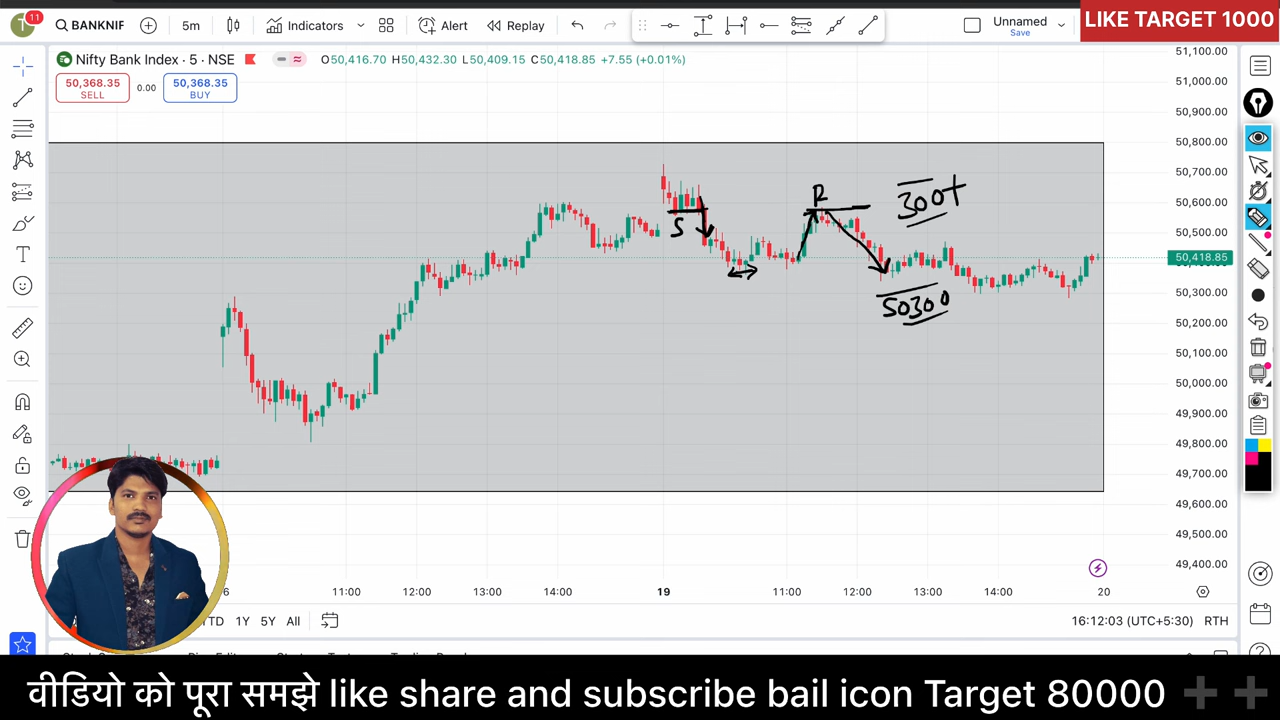 11
BANKNIF
5m
Indicators
Alert
Replay
Unnamed
Save
LIKE TARGET 1000
Nifty Bank Index · 5 · NSE
O50,416.70 H50,432.30 L50,409.15 C50,418.85 +7.55 (+0.01%)
50,368.35
SELL
0.00
50,368.35
BUY
51,100.00
51,000.00
50,900.00
50,800.00
50,700.00
50,600.00
50,500.00
50,418.85
50,300.00
50,200.00
50,100.00
50,000.00
49,900.00
49,800.00
49,700.00
49,600.00
49,500.00
49,400.00
S
R
300+
50300
6
11:00
12:00
13:00
14:00
19
11:00
12:00
13:00
14:00
20
TD
1Y
5Y
All
16:12:03 (UTC+5:30)
RTH
वीडियो को पूरा समझे like share and subscribe bail icon Target 80000 ➕➕